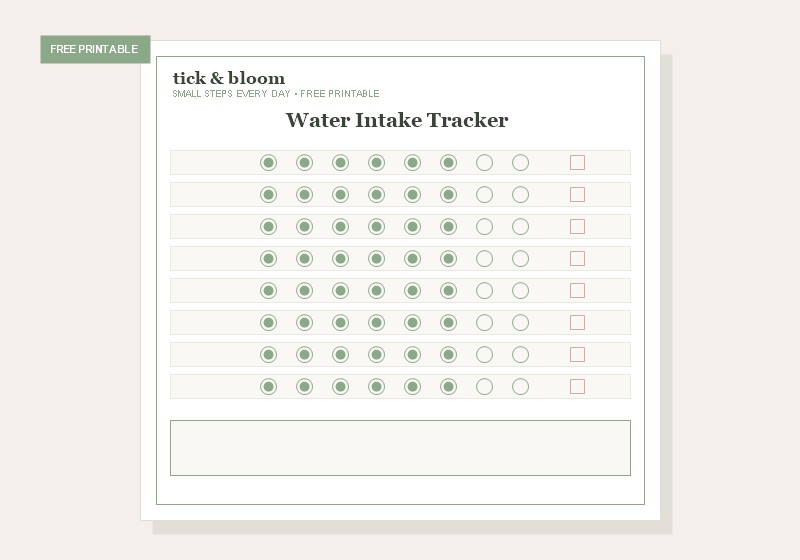 FREE PRINTABLE
tick & bloom
SMALL STEPS EVERY DAY • FREE PRINTABLE
Water Intake Tracker